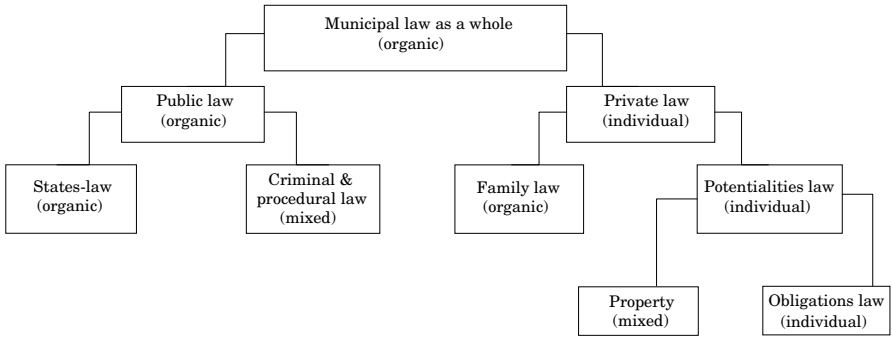 Municipal law as a whole
(organic)
Public law
(organic)
Private law
(individual)
States-law
(organic)
Criminal &
procedural law
(mixed)
Family law
(organic)
Potentialities law
(individual)
Property
(mixed)
Obligations law
(individual)